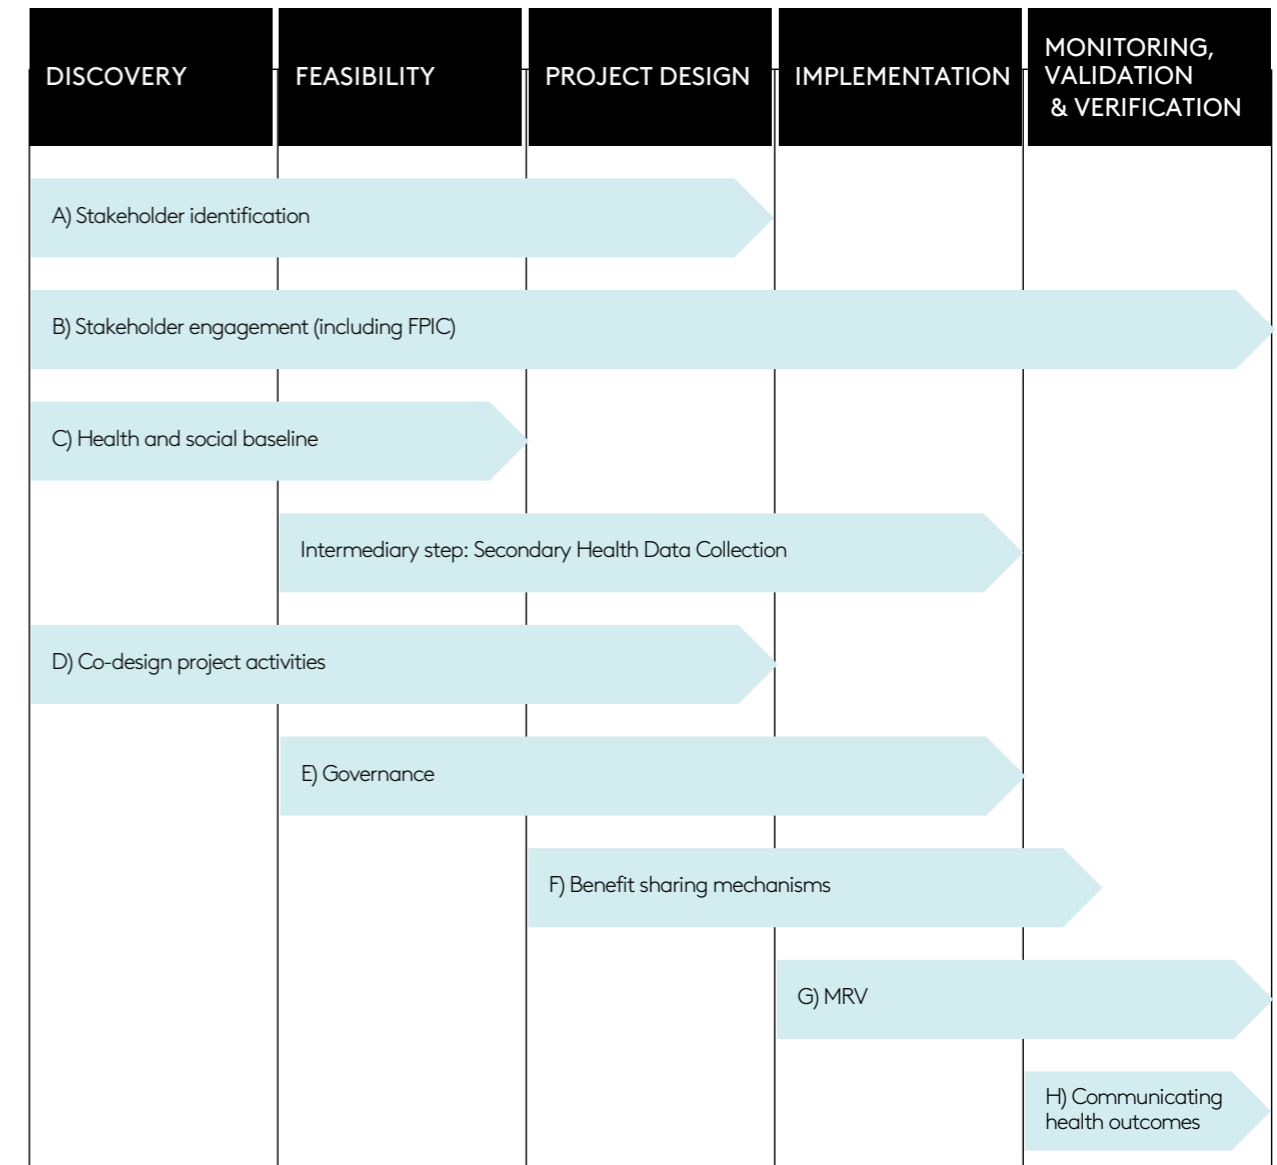 DISCOVERY
FEASIBILITY
PROJECT DESIGN
IMPLEMENTATION
MONITORING,
VALIDATION
& VERIFICATION
A) Stakeholder identification
B) Stakeholder engagement (including FPIC)
C) Health and social baseline
Intermediary step: Secondary Health Data Collection
D) Co-design project activities
E) Governance
F) Benefit sharing mechanisms
G) MRV
H) Communicating
health outcomes